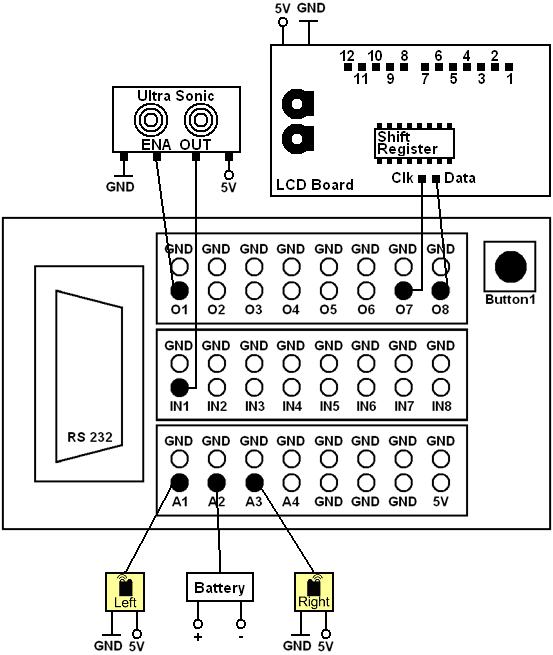 5V GND
12 10 8 6 4 2
11 9 7 5 3 1
Ultra Sonic
ENA OUT
GND 5V
Shift
Register
Clk Data
LCD Board
GND GND GND GND GND GND GND GND
O1 O2 O3 O4 O5 O6 O7 O8
Button1
GND GND GND GND GND GND GND GND
IN1 IN2 IN3 IN4 IN5 IN6 IN7 IN8
RS 232
GND GND GND GND GND GND GND GND
A1 A2 A3 A4 GND GND GND 5V
Left Battery Right
+ -
GND 5V GND 5V